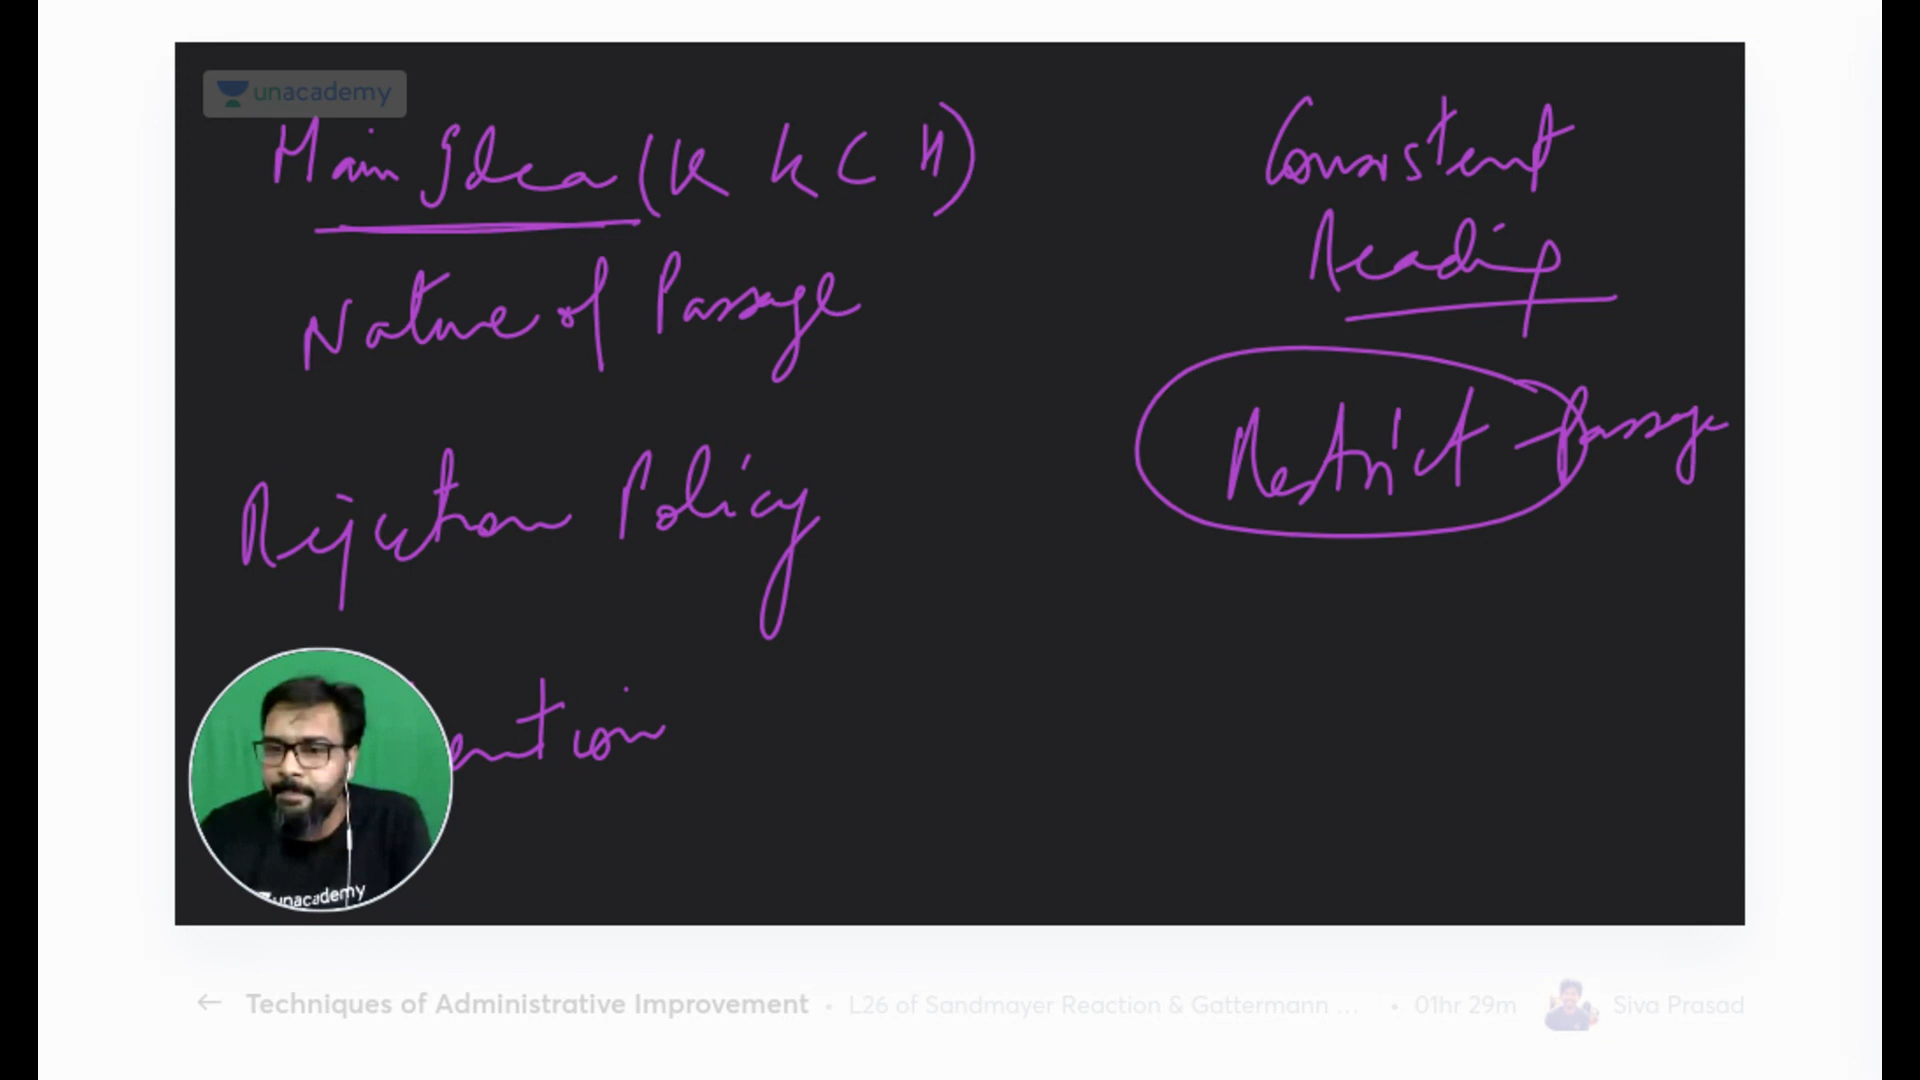 unacademy
Main Idea (K K C H)
Nature of Passage
Rejection Policy
Consistent
Reading
Restrict - Passage
unacademy
← Techniques of Administrative Improvement • L26 of Sandmayer Reaction & Gattermann ... • 01hr 29m Siva Prasad